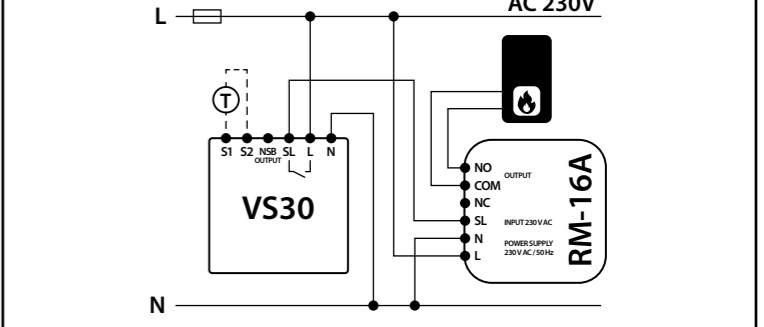 AC 230V
L
T
S1 S2 NSB SL L N
OUTPUT
VS30
NO
COM
NC
SL
N
L
OUTPUT
INPUT 230 V AC
POWER SUPPLY
230 V AC / 50 Hz
RM-16A
N